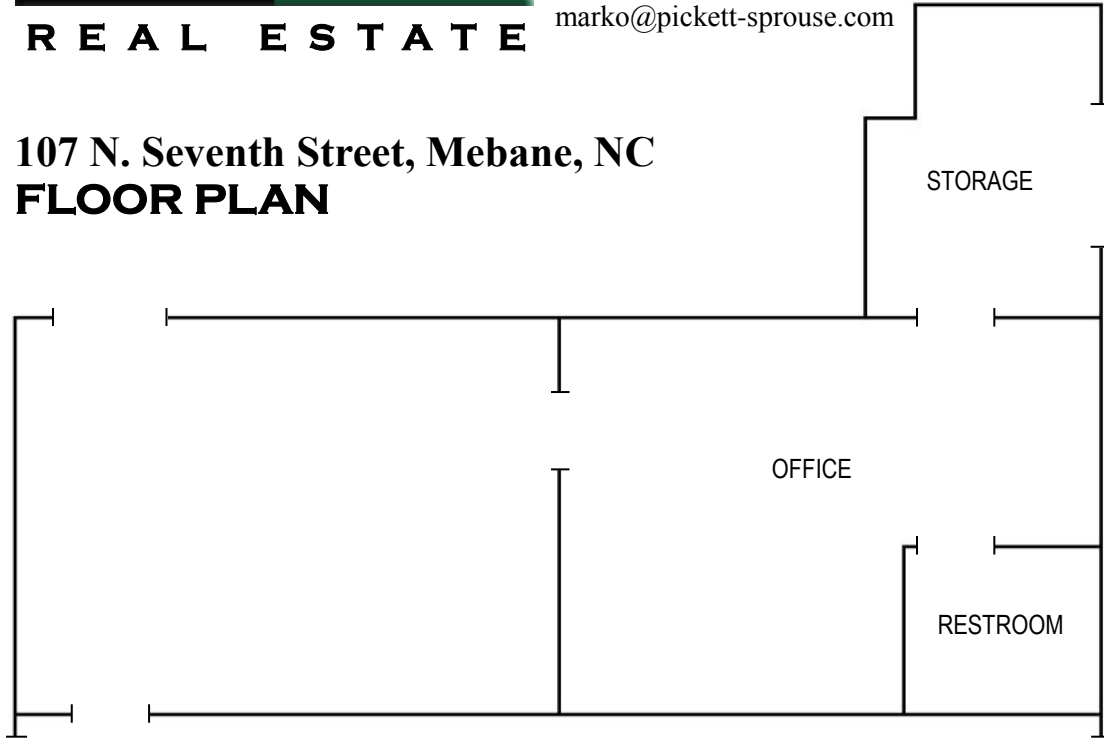 REAL ESTATE
marko@pickett-sprouse.com
107 N. Seventh Street, Mebane, NC
FLOOR PLAN
STORAGE
OFFICE
RESTROOM